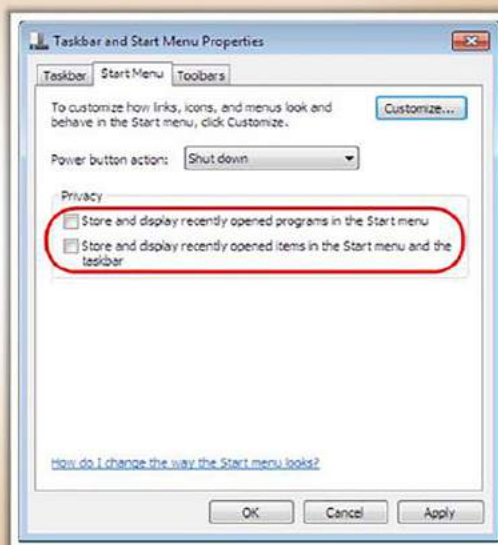 Taskbar and Start Menu Properties
Taskbar Start Menu Toolbars
To customize how links, icons, and menus look and
behave in the Start menu, click Customize.
Customize...
Power button action: Shut down
Privacy
Store and display recently opened programs in the Start menu
Store and display recently opened items in the Start menu and the
taskbar
How do I change the way the Start menu looks?
OK Cancel Apply